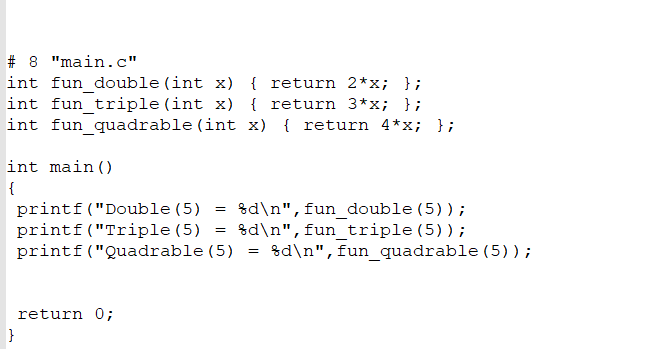 # 8 "main.c"
int fun_double(int x) { return 2*x; };
int fun_triple(int x) { return 3*x; };
int fun_quadrable(int x) { return 4*x; };
int main()
{
printf("Double(5) = %d\n",fun_double(5));
printf("Triple(5) = %d\n",fun_triple(5));
printf("Quadrable(5) = %d\n",fun_quadrable(5));
return 0;
}